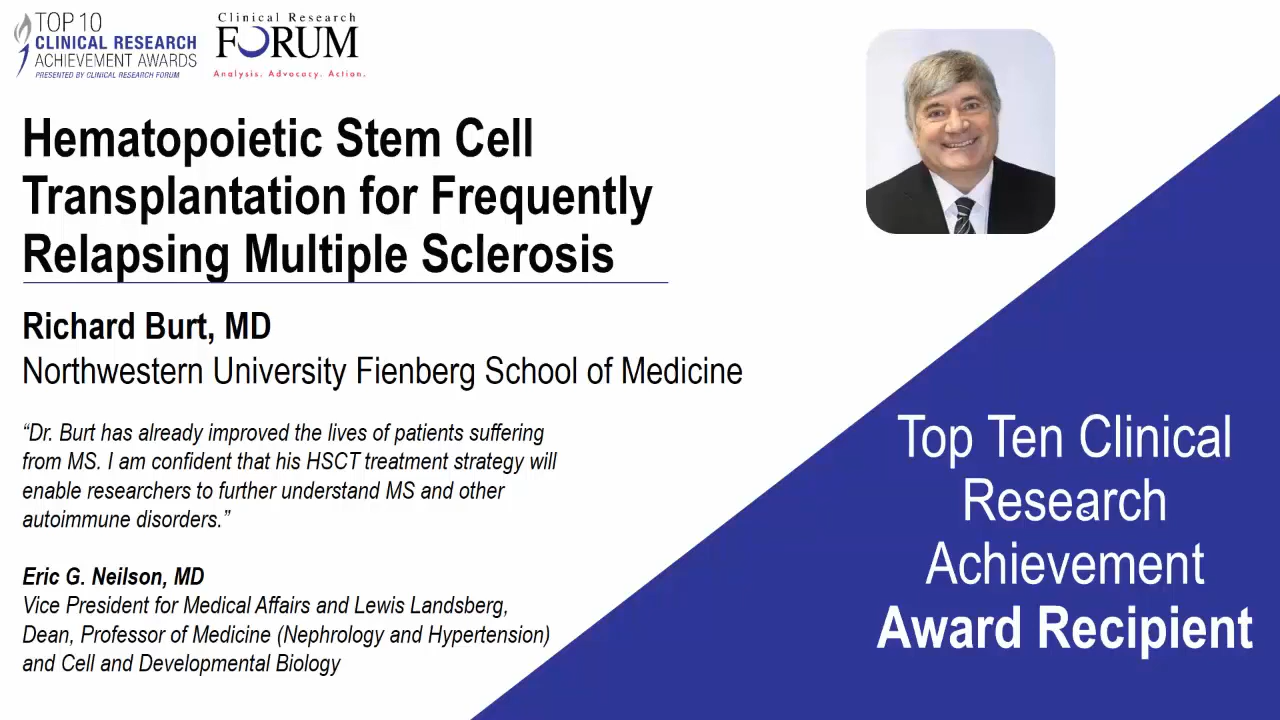 TOP 10
CLINICAL RESEARCH
ACHIEVEMENT AWARDS
PRESENTED BY CLINICAL RESEARCH FORUM
Clinical Research
FORUM
Analysis. Advocacy. Action.
Hematopoietic Stem Cell
Transplantation for Frequently
Relapsing Multiple Sclerosis
Richard Burt, MD
Northwestern University Fienberg School of Medicine
“Dr. Burt has already improved the lives of patients suffering
from MS. I am confident that his HSCT treatment strategy will
enable researchers to further understand MS and other
autoimmune disorders.”
Eric G. Neilson, MD
Vice President for Medical Affairs and Lewis Landsberg,
Dean, Professor of Medicine (Nephrology and Hypertension)
and Cell and Developmental Biology
Top Ten Clinical
Research
Achievement
Award Recipient